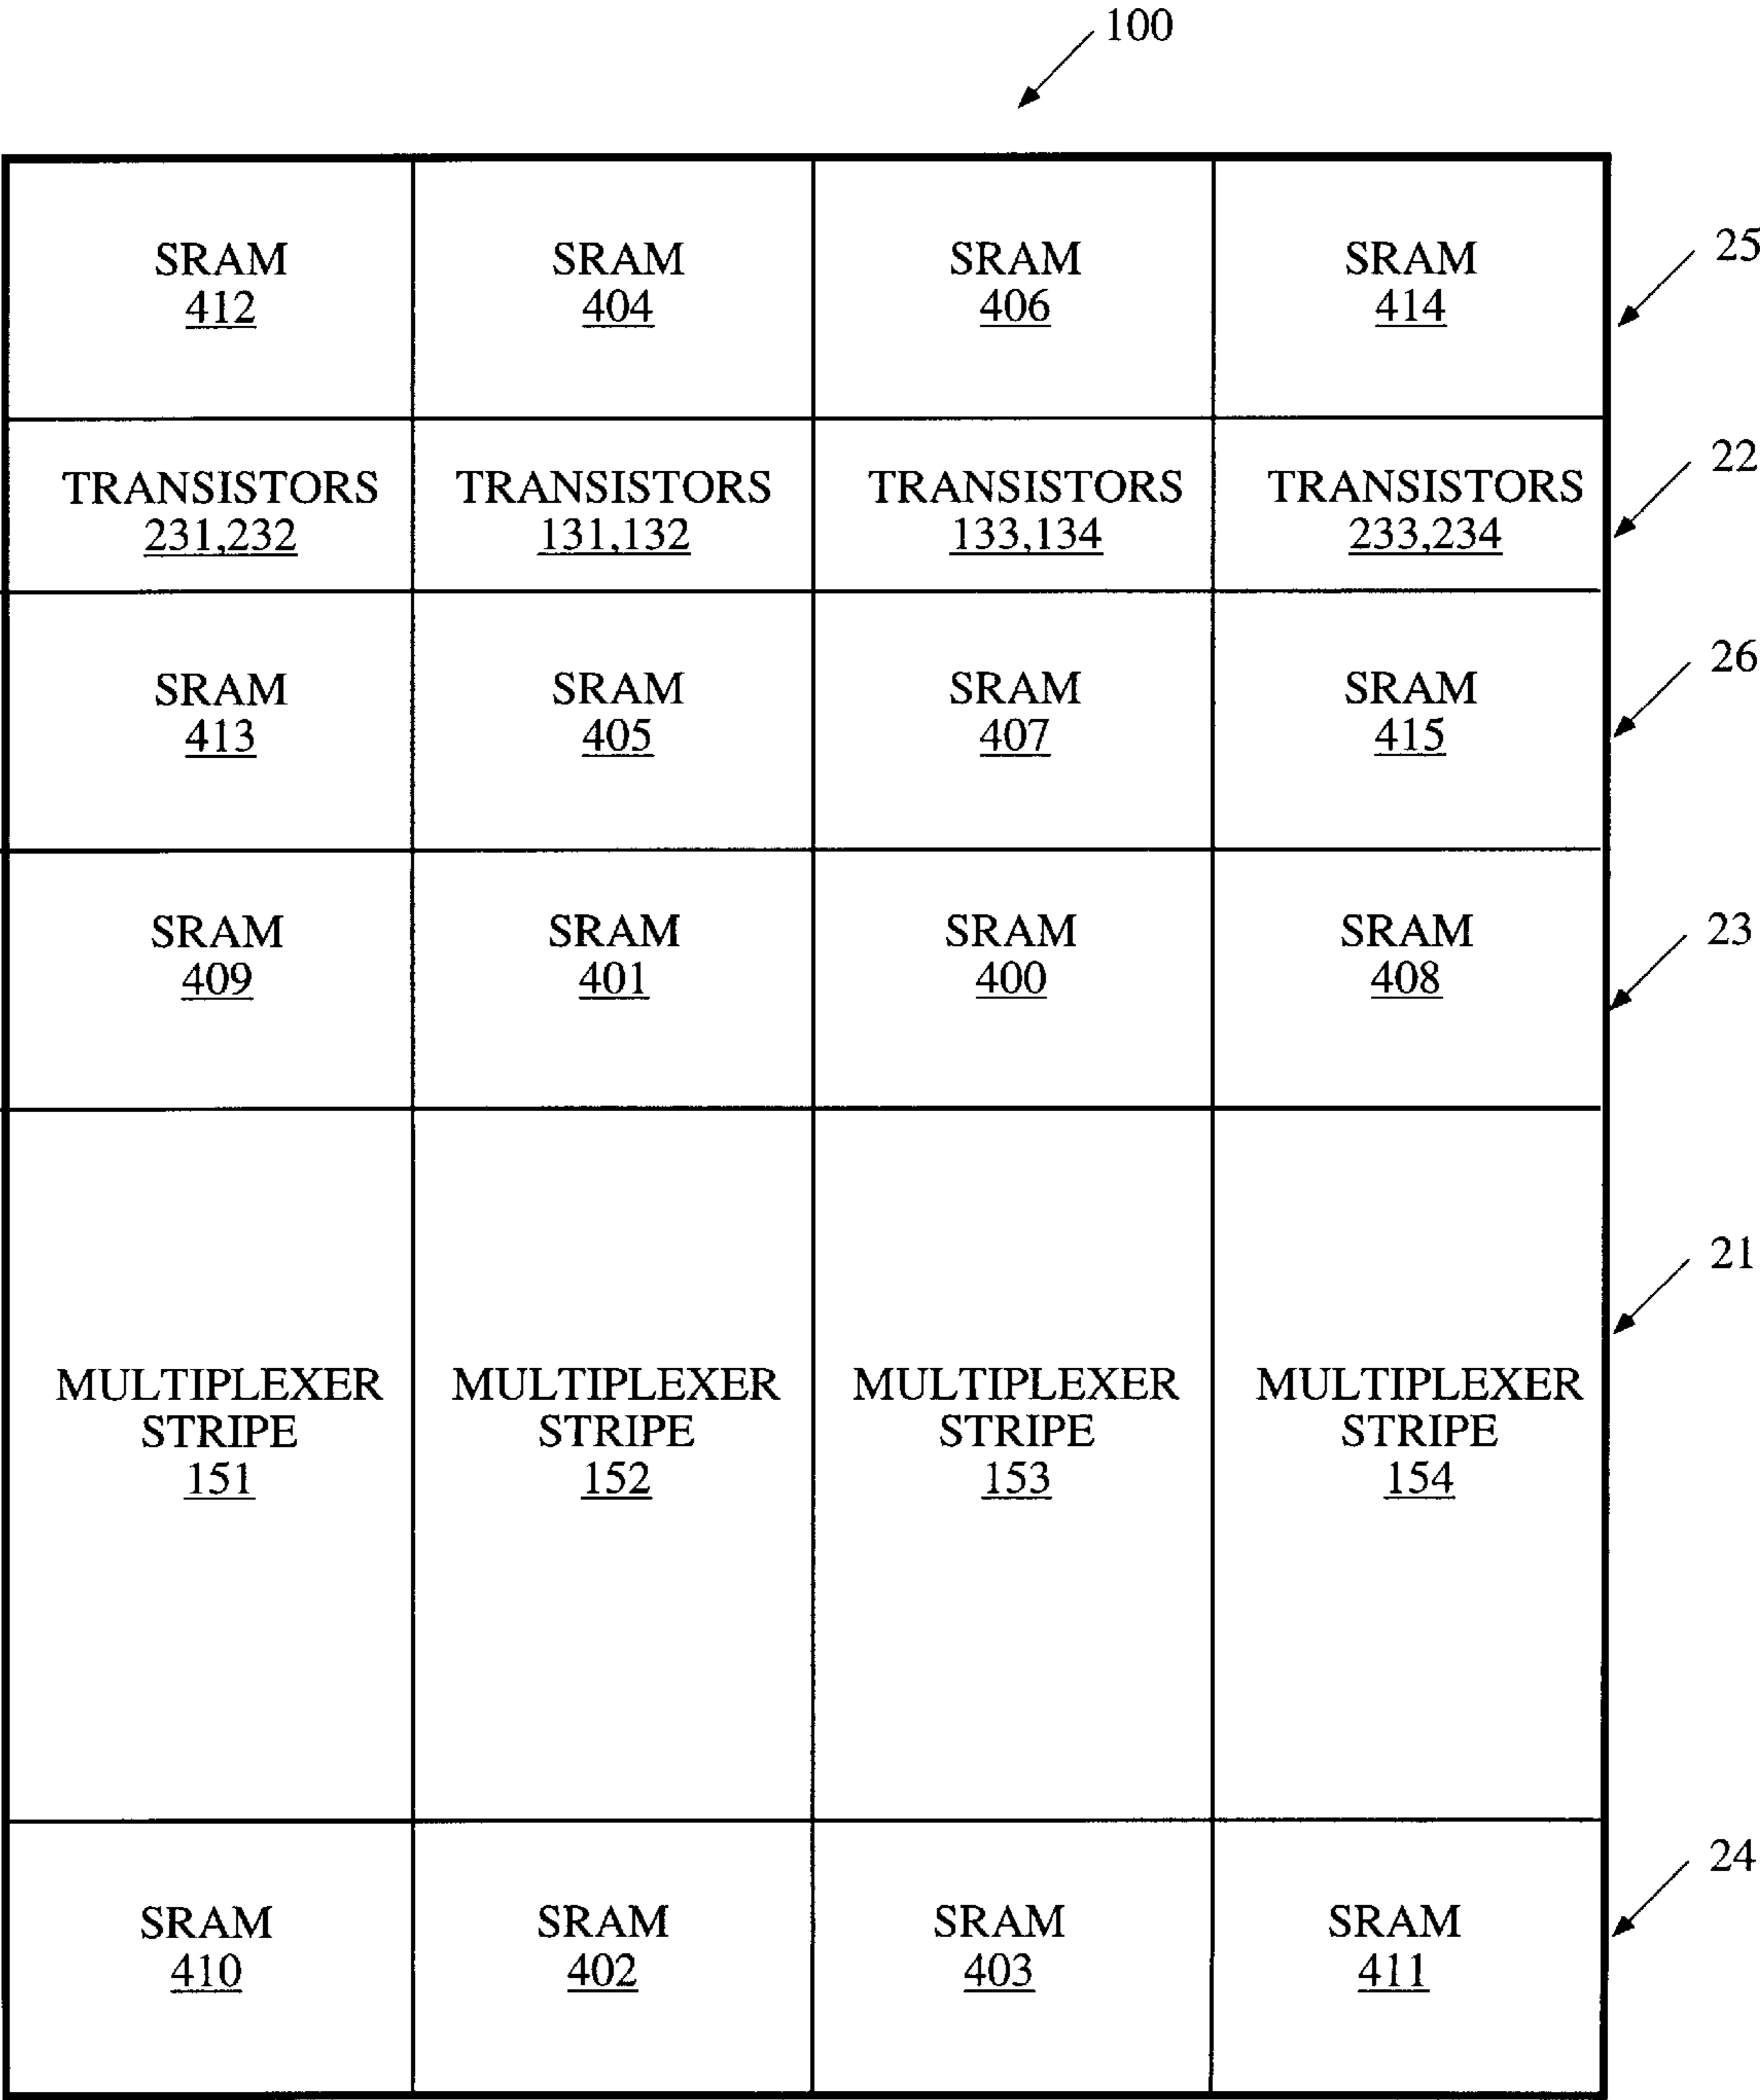 100
SRAM SRAM SRAM SRAM
412 404 406 414
25
TRANSISTORS TRANSISTORS TRANSISTORS TRANSISTORS
231,232 131,132 133,134 233,234
22
SRAM SRAM SRAM SRAM
413 405 407 415
26
SRAM SRAM SRAM SRAM
409 401 400 408
23
21
MULTIPLEXER MULTIPLEXER MULTIPLEXER MULTIPLEXER
STRIPE STRIPE STRIPE STRIPE
151 152 153 154
24
SRAM SRAM SRAM SRAM
410 402 403 411